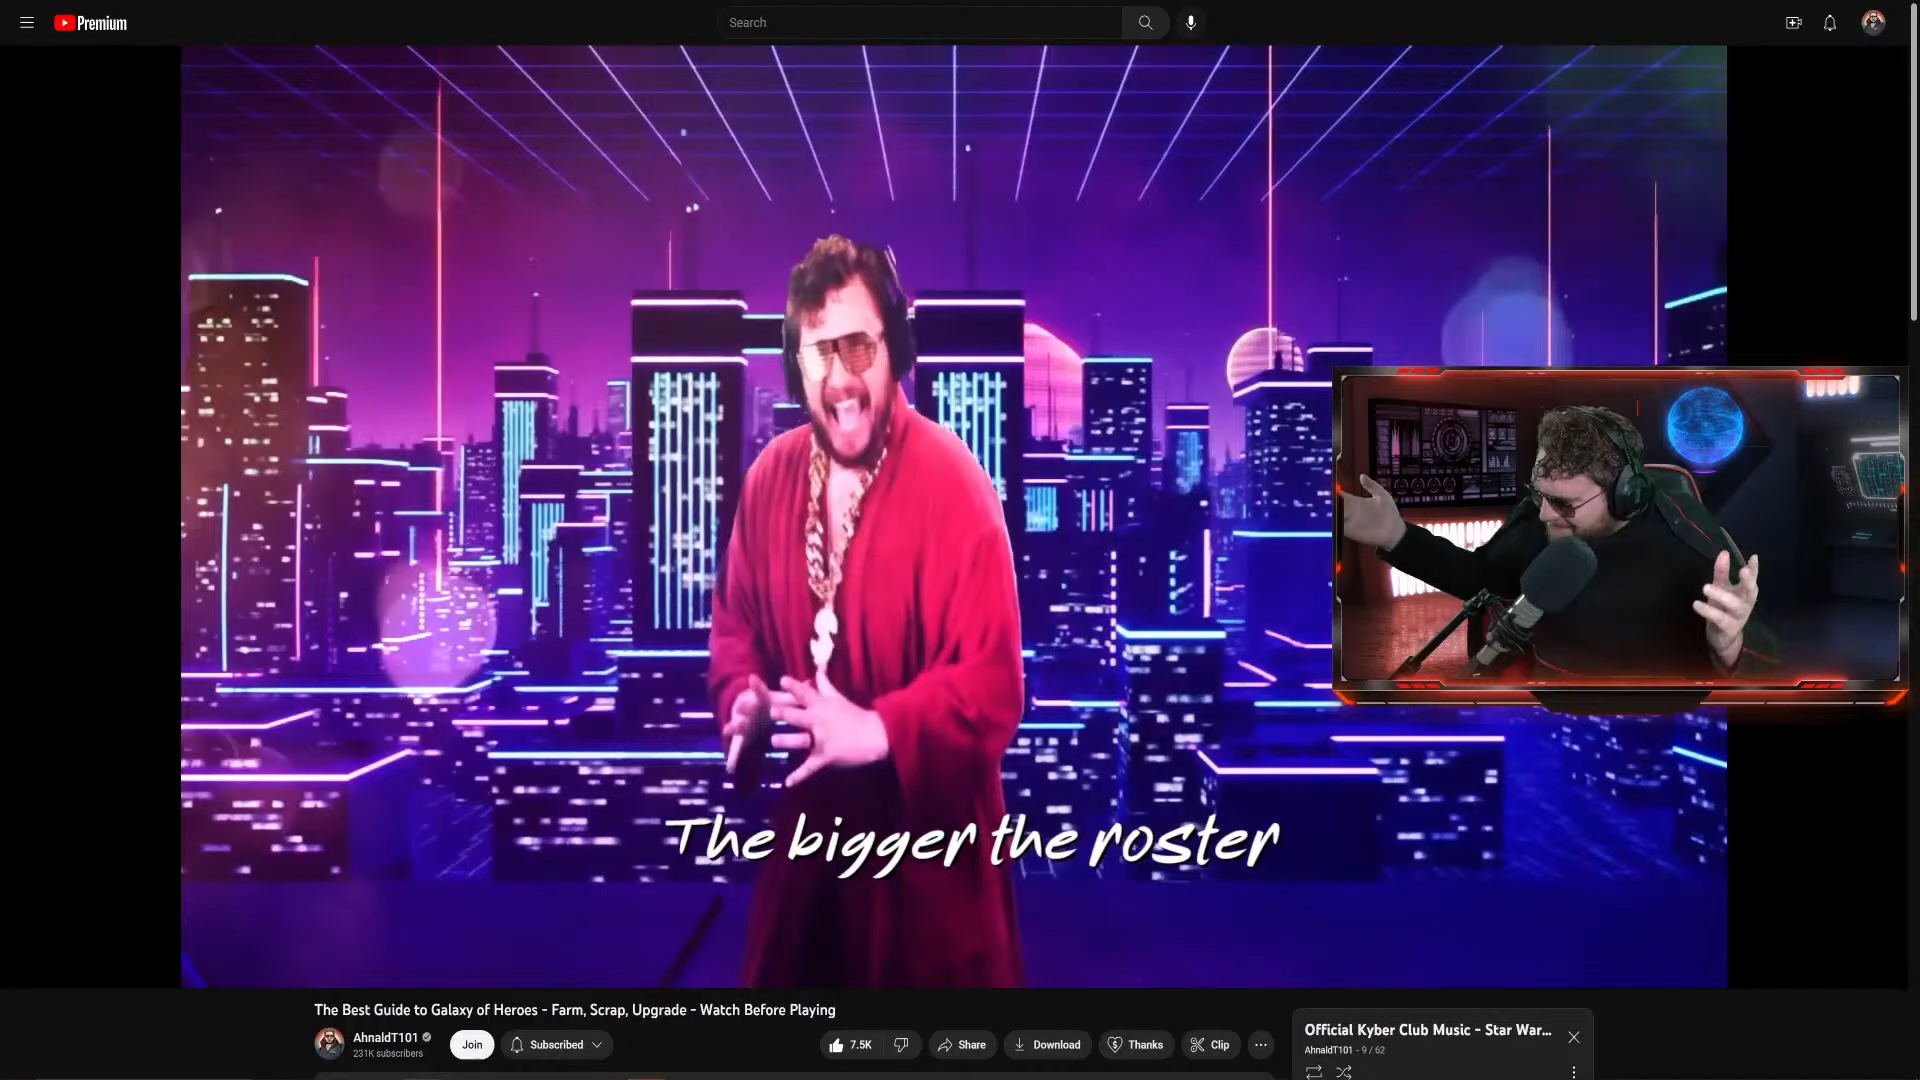 Premium
Search
The bigger the roster
The Best Guide to Galaxy of Heroes - Farm, Scrap, Upgrade - Watch Before Playing
AhnaldT101
231K subscribers
Join
Subscribed
7.5K
Share
Download
Thanks
Clip
Official Kyber Club Music - Star War...
AhnaldT101 - 9 / 62